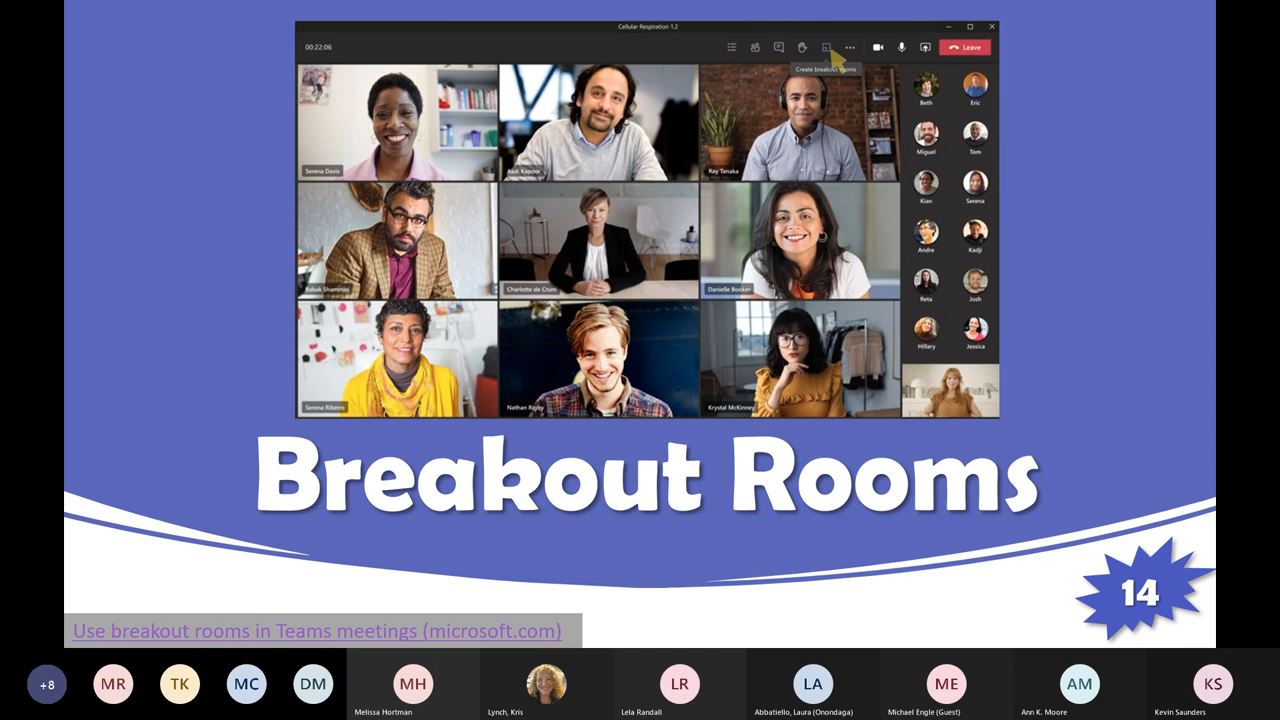 Cellular Respiration 1.2
00:22:06
Leave
Create breakout rooms
Serena Davis
Aadi Kapoor
Ray Tanaka
Beth
Eric
Miguel
Tom
Kian
Serena
Babak Shammas
Charlotte de Crum
Danielle Booker
Andre
Kadji
Reta
Josh
Serena Ribeiro
Nathan Rigby
Krystal McKinney
Hillary
Jessica
Breakout Rooms
14
Use breakout rooms in Teams meetings (microsoft.com)
+8
MR
TK
MC
DM
MH
LR
LA
ME
AM
KS
Melissa Hortman
Lynch, Kris
Lela Randall
Abbatiello, Laura (Onondaga)
Michael Engle (Guest)
Ann K. Moore
Kevin Saunders